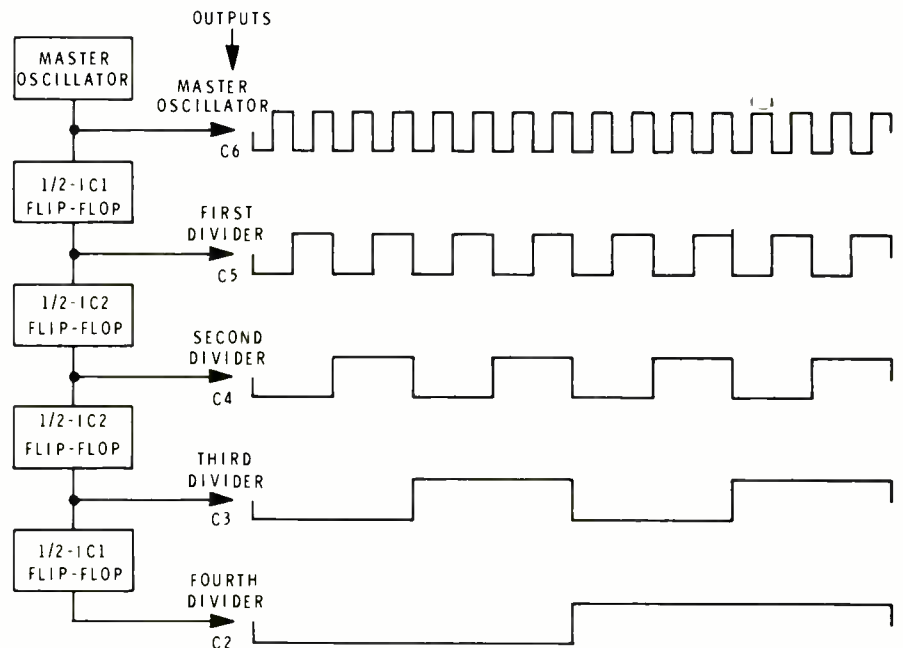 OUTPUTS
MASTER
OSCILLATOR
MASTER
OSCILLATOR
C6
1/2-IC1
FLIP-FLOP
FIRST
DIVIDER
C5
1/2-IC2
FLIP-FLOP
SECOND
DIVIDER
C4
1/2-IC2
FLIP-FLOP
THIRD
DIVIDER
C3
1/2-IC1
FLIP-FLOP
FOURTH
DIVIDER
C2